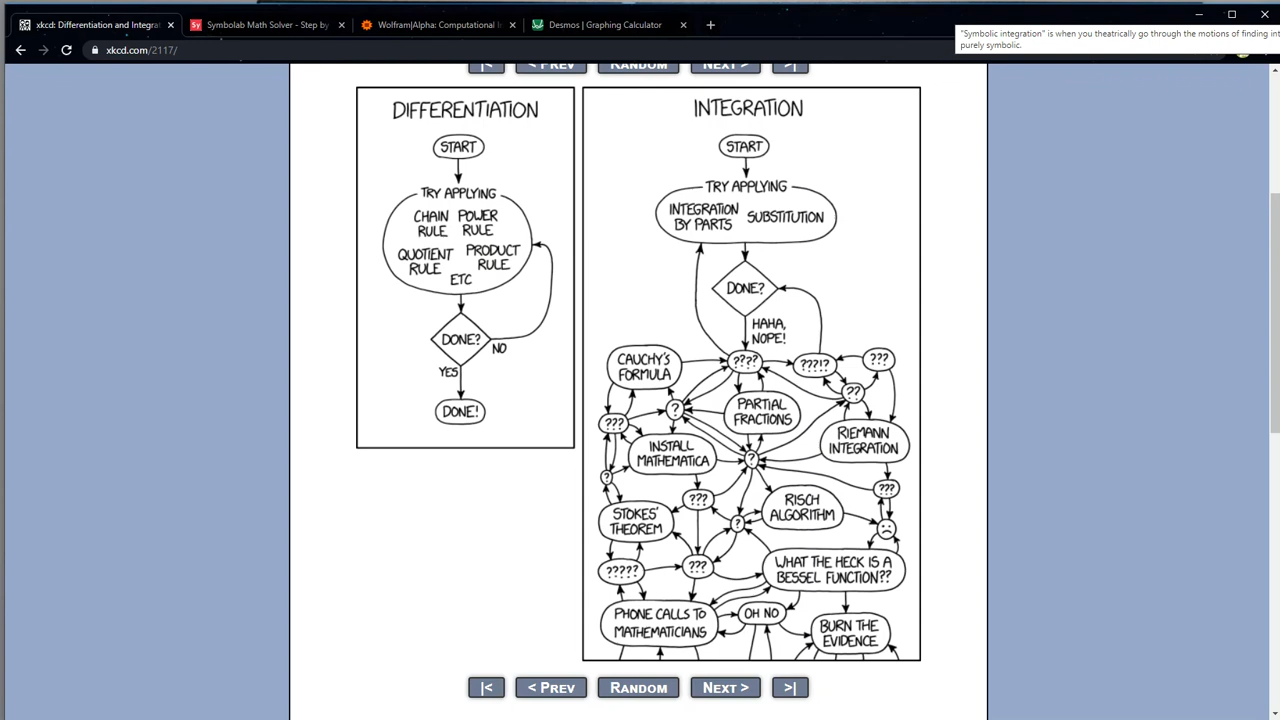 xkcd: Differentiation and Integrat
Symbolab Math Solver - Step by
Wolfram|Alpha: Computational I
Desmos | Graphing Calculator
xkcd.com/2117/
"Symbolic integration" is when you theatrically go through the motions of finding int
purely symbolic.
|< < PREV RANDOM NEXT > >|
DIFFERENTIATION
START
TRY APPLYING
CHAIN POWER
RULE RULE
QUOTIENT PRODUCT
RULE RULE
ETC
DONE?
NO
YES
DONE!
INTEGRATION
START
TRY APPLYING
INTEGRATION
BY PARTS
SUBSTITUTION
DONE?
HAHA,
NOPE!
CAUCHY'S
FORMULA
????
???!?
???
??
?
???
PARTIAL
FRACTIONS
RIEMANN
INTEGRATION
INSTALL
MATHEMATICA
?
?
???
???
STOKES'
THEOREM
?
RISCH
ALGORITHM
?????
???
WHAT THE HECK IS A
BESSEL FUNCTION??
PHONE CALLS TO
MATHEMATICIANS
OH NO
BURN THE
EVIDENCE
|< < PREV RANDOM NEXT > >|